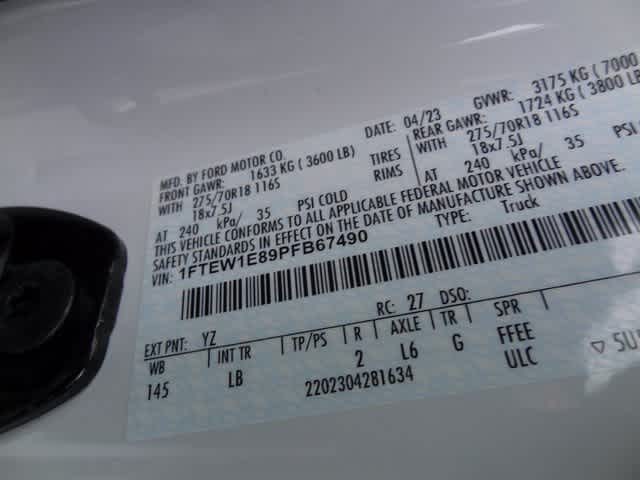 MFD. BY FORD MOTOR CO. DATE: 04/23 GVWR: 3175 KG ( 7000
FRONT GAWR: 1633 KG ( 3600 LB) REAR GAWR: 1724 KG ( 3800 LB
WITH 275/70R18 116S TIRES WITH 275/70R18 116S
18x7.5J RIMS 18x7.5J
AT 240 kPa/ 35 PSI COLD AT 240 kPa/ 35 PSI
THIS VEHICLE CONFORMS TO ALL APPLICABLE FEDERAL MOTOR VEHICLE
SAFETY STANDARDS IN EFFECT ON THE DATE OF MANUFACTURE SHOWN ABOVE.
VIN: 1FTEW1E89PFB67490 TYPE: Truck
EXT PNT: YZ RC: 27 DSO:
WB INT TR TP/PS R AXLE TR SPR
145 LB 2 L6 G FFEE
2202304281634 ULC